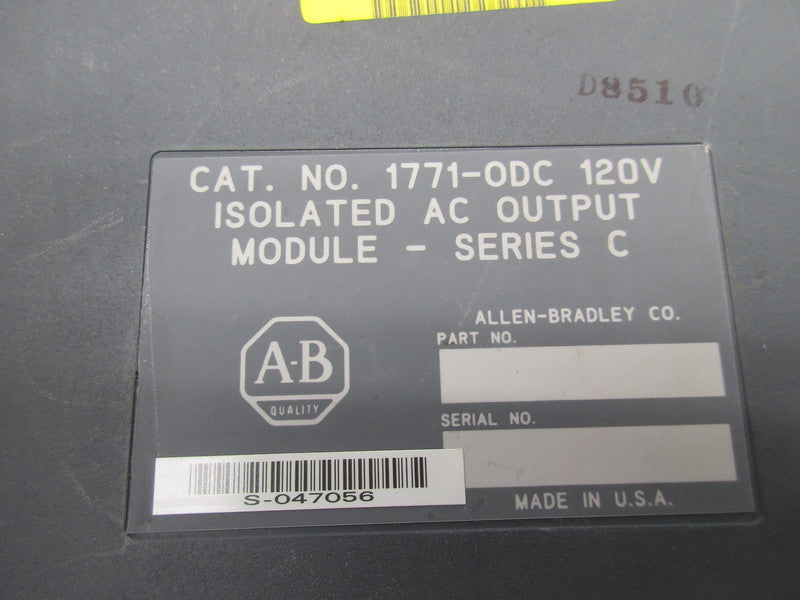 D8510
CAT. NO. 1771-ODC 120V
ISOLATED AC OUTPUT
MODULE - SERIES C
ALLEN-BRADLEY CO.
PART NO.
A-B
QUALITY
SERIAL NO.
S-047056
MADE IN U.S.A.